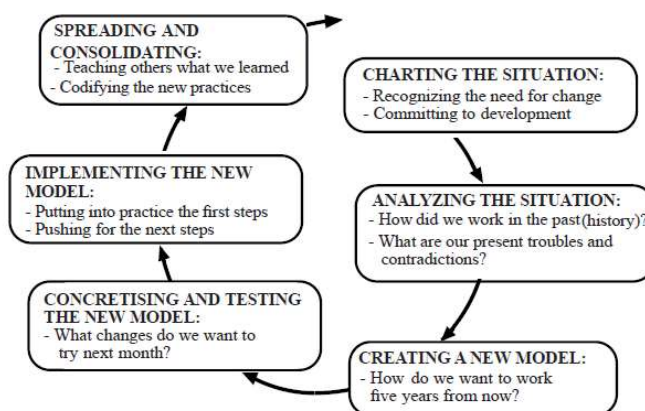 SPREADING AND
CONSOLIDATING:
- Teaching others what we learned
- Codifying the new practices
CHARTING THE SITUATION:
- Recognizing the need for change
- Committing to development
ANALYZING THE SITUATION:
- How did we work in the past(history)?
- What are our present troubles and
contradictions?
CREATING A NEW MODEL:
- How do we want to work
five years from now?
CONCRETISING AND TESTING
THE NEW MODEL:
- What changes do we want to
try next month?
IMPLEMENTING THE NEW
MODEL:
- Putting into practice the first steps
- Pushing for the next steps